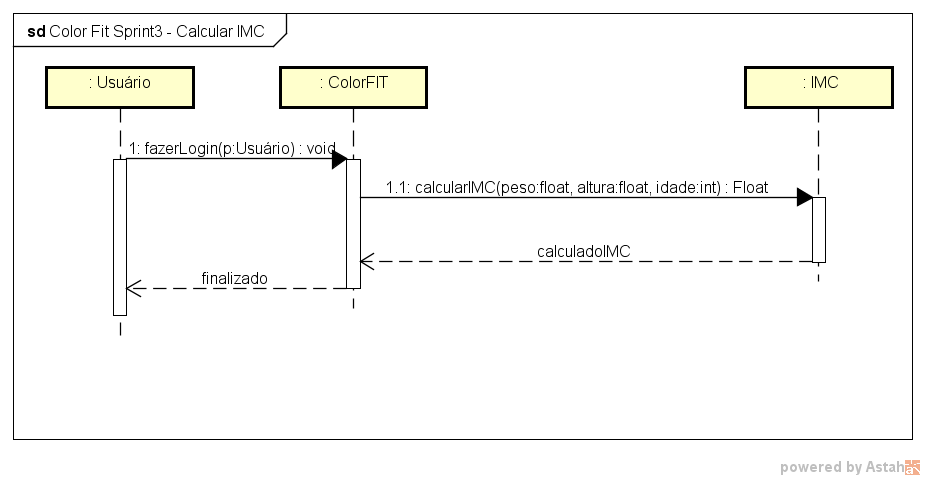 sd Color Fit Sprint3 - Calcular IMC
: Usuário
: ColorFIT
: IMC
1: fazerLogin(p:Usuário) : void
1.1: calcularIMC(peso:float, altura:float, idade:int) : Float
calculadoIMC
finalizado
powered by Astah